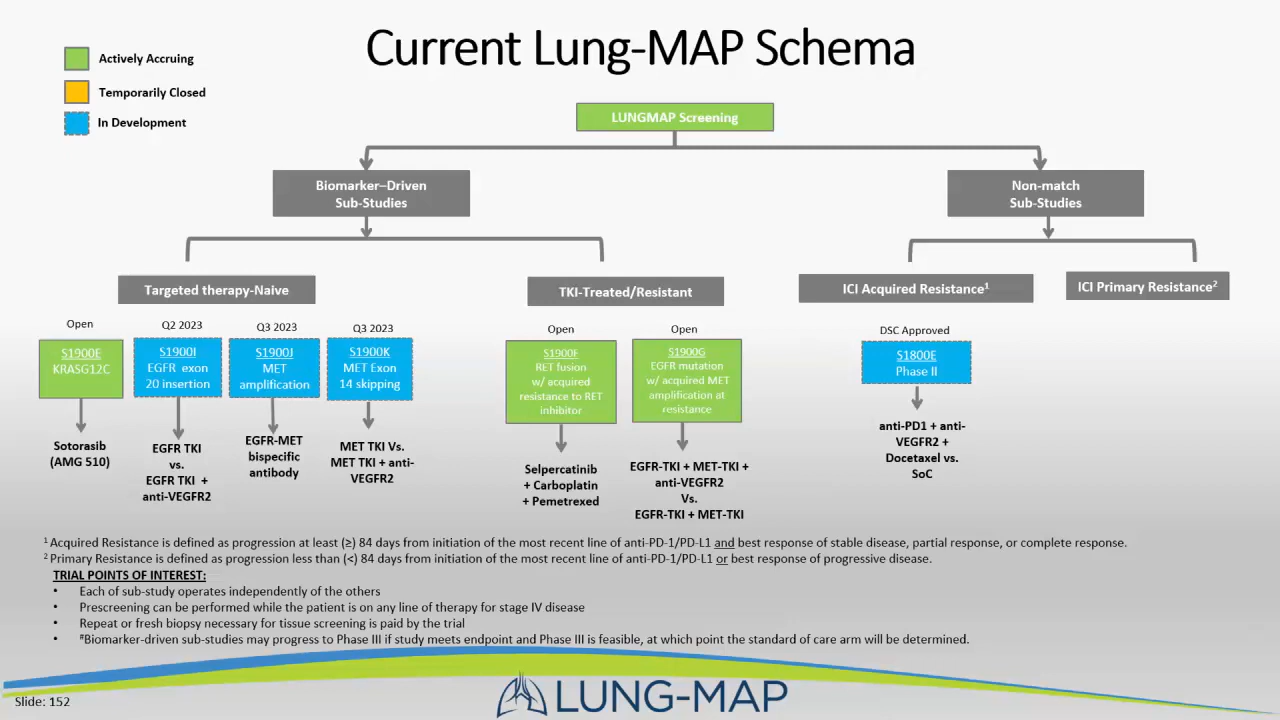 Current Lung-MAP Schema
Actively Accruing
Temporarily Closed
In Development
LUNGMAP Screening
Biomarker–Driven
Sub-Studies
Non-match
Sub-Studies
Targeted therapy-Naive
TKI-Treated/Resistant
ICI Acquired Resistance¹
ICI Primary Resistance²
Open
S1900E
KRASG12C
Sotorasib
(AMG 510)
Q2 2023
S1900I
EGFR exon
20 insertion
EGFR TKI
vs.
EGFR TKI +
anti-VEGFR2
Q3 2023
S1900J
MET
amplification
EGFR-MET
bispecific
antibody
Q3 2023
S1900K
MET Exon
14 skipping
MET TKI Vs.
MET TKI + anti-
VEGFR2
Open
S1900F
RET fusion
w/ acquired
resistance to RET
inhibitor
Selpercatinib
+ Carboplatin
+ Pemetrexed
Open
S1900G
EGFR mutation
w/ acquired MET
amplification at
resistance
EGFR-TKI + MET-TKI +
anti-VEGFR2
Vs.
EGFR-TKI + MET-TKI
DSC Approved
S1800E
Phase II
anti-PD1 + anti-
VEGFR2 +
Docetaxel vs.
SoC
¹ Acquired Resistance is defined as progression at least (≥) 84 days from initiation of the most recent line of anti-PD-1/PD-L1 and best response of stable disease, partial response, or complete response.
² Primary Resistance is defined as progression less than (<) 84 days from initiation of the most recent line of anti-PD-1/PD-L1 or best response of progressive disease.
TRIAL POINTS OF INTEREST:
• Each of sub-study operates independently of the others
• Prescreening can be performed while the patient is on any line of therapy for stage IV disease
• Repeat or fresh biopsy necessary for tissue screening is paid by the trial
• #Biomarker-driven sub-studies may progress to Phase III if study meets endpoint and Phase III is feasible, at which point the standard of care arm will be determined.
LUNG-MAP
Slide: 152